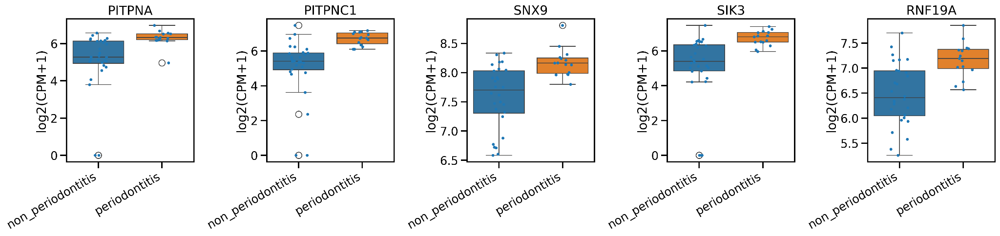 PITPNA
log2(CPM+1)
6
4
2
0
non_periodontitis
periodontitis
PITPNC1
log2(CPM+1)
6
4
2
0
non_periodontitis
periodontitis
SNX9
log2(CPM+1)
8.5
8.0
7.5
7.0
6.5
non_periodontitis
periodontitis
SIK3
log2(CPM+1)
6
4
2
0
non_periodontitis
periodontitis
RNF19A
log2(CPM+1)
7.5
7.0
6.5
6.0
5.5
non_periodontitis
periodontitis